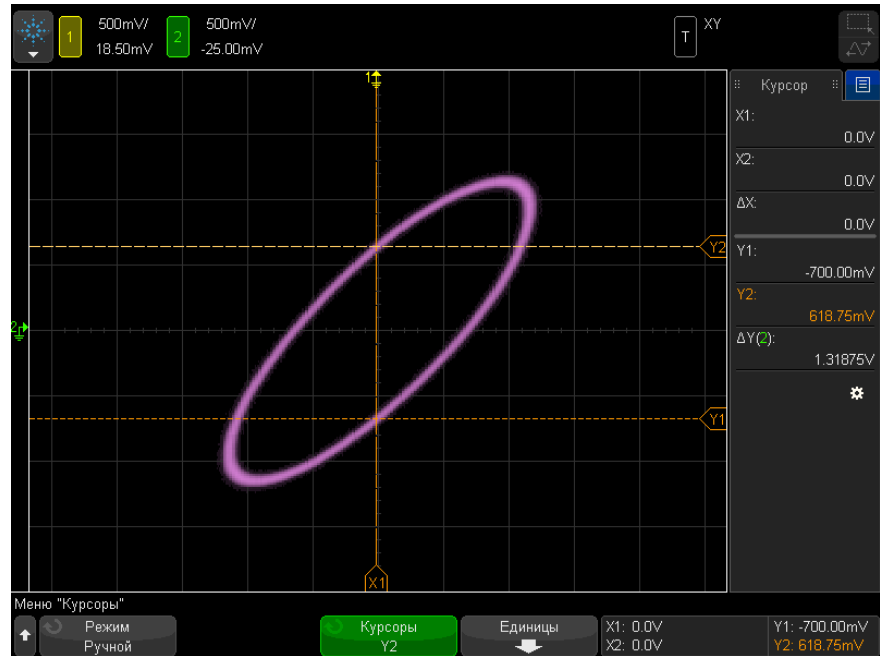 1 500mV/ 18.50mV
2 500mV/ -25.00mV
T XY
1
Курсор
X1:
0.0V
X2:
0.0V
ΔX:
0.0V
Y1:
-700.00mV
Y2:
618.75mV
ΔY(2):
1.31875V
Y2
2
Y1
X1
Меню "Курсоры"
Режим
Ручной
Курсоры
Y2
Единицы
X1: 0.0V
X2: 0.0V
Y1: -700.00mV
Y2: 618.75mV